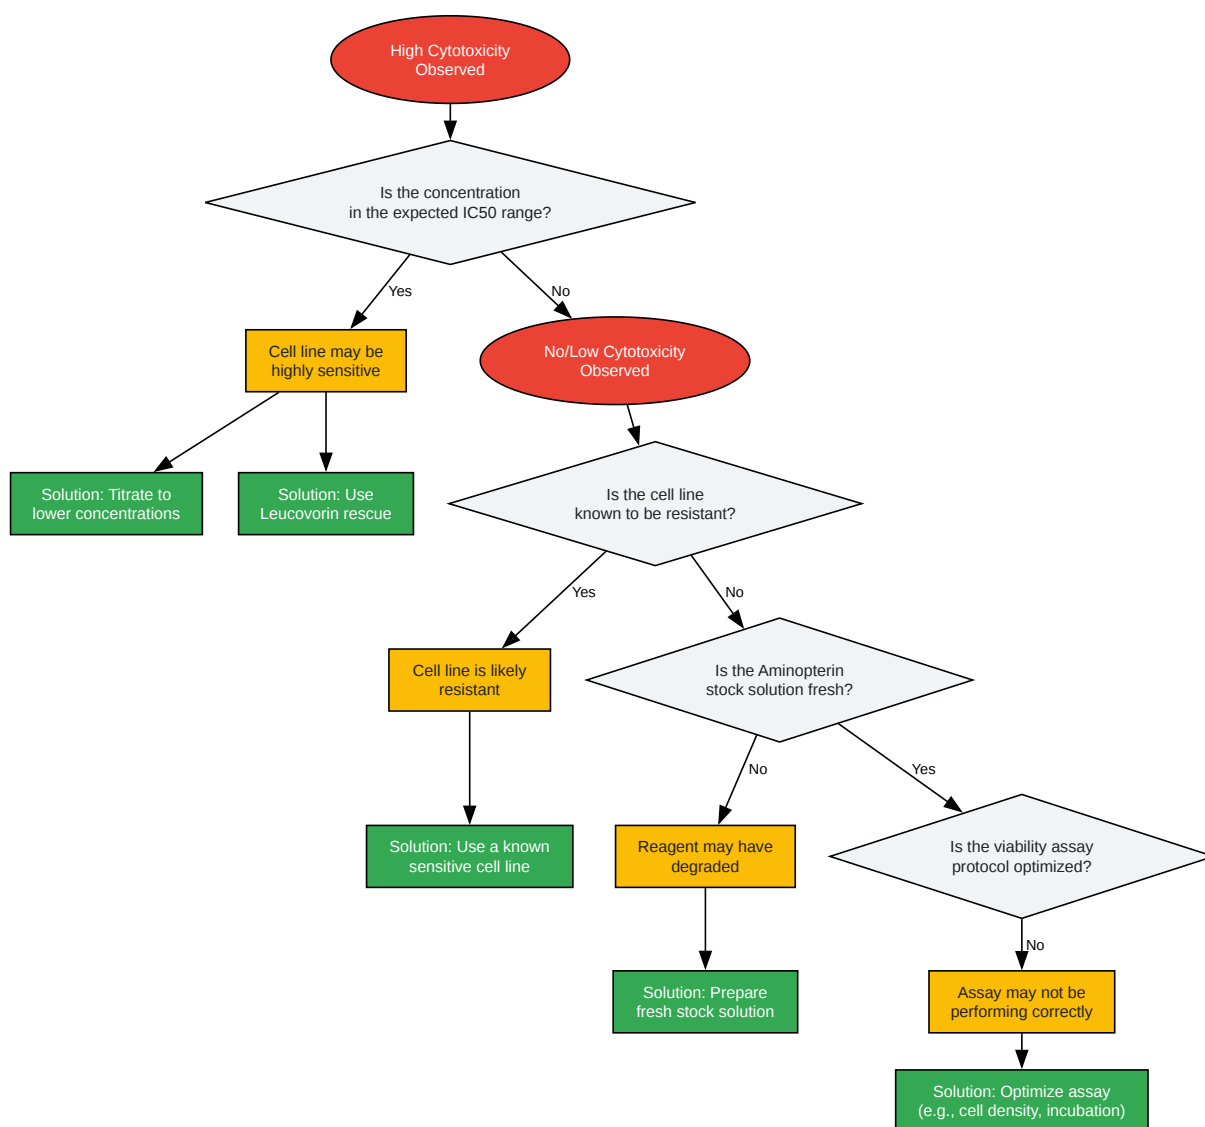 High Cytotoxicity
Observed
Is the concentration
in the expected IC50 range?
Yes
No
Cell line may be
highly sensitive
No/Low Cytotoxicity
Observed
Solution: Titrate to
lower concentrations
Solution: Use
Leucovorin rescue
Is the cell line
known to be resistant?
Yes
No
Cell line is likely
resistant
Is the Aminopterin
stock solution fresh?
No
Yes
Solution: Use a known
sensitive cell line
Reagent may have
degraded
Is the viability assay
protocol optimized?
No
Solution: Prepare
fresh stock solution
Assay may not be
performing correctly
Solution: Optimize assay
(e.g., cell density, incubation)